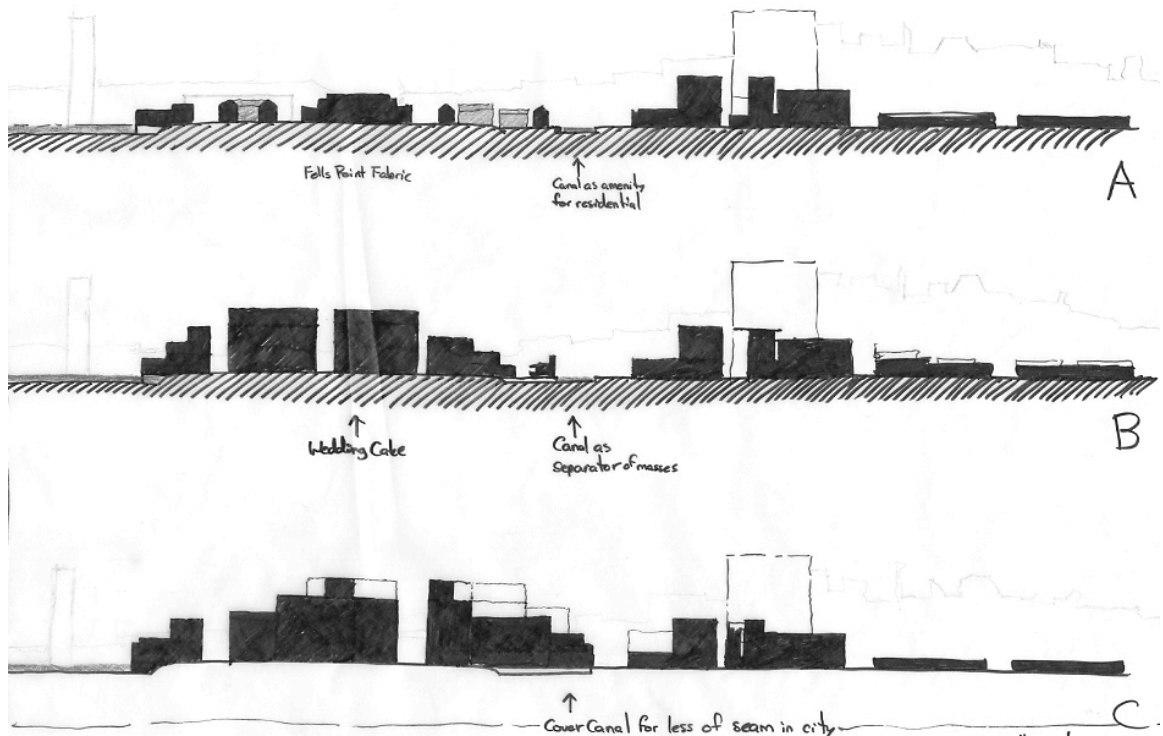 Fells Point Fabric
Canal as amenity
for residential
A
Wedding Cake
Canal as
separator of masses
B
Cover Canal for less of seam in city
C